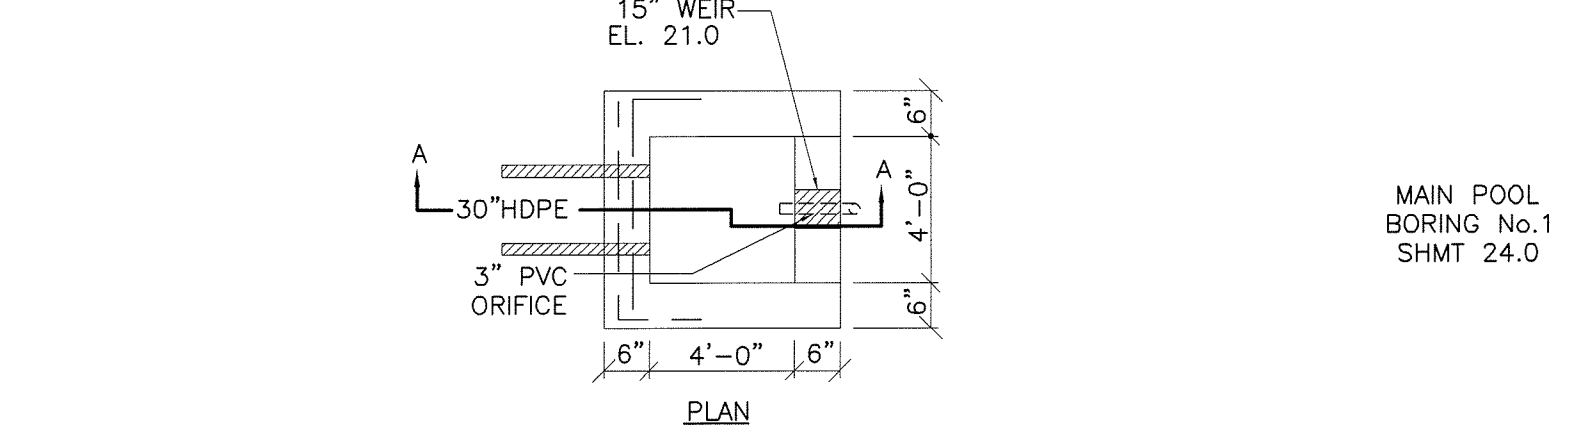 15" WEIR
EL. 21.0
6"
A
A
30"HDPE
4'-0"
MAIN POOL
BORING No.1
SHMT 24.0
3" PVC
ORIFICE
6"
6"
4'-0"
6"
PLAN